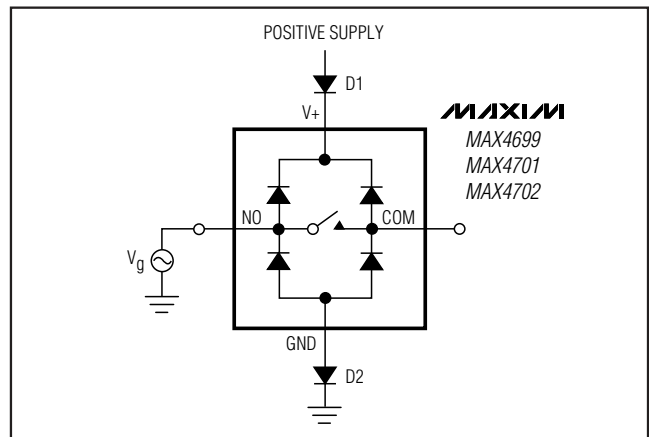 POSITIVE SUPPLY
D1
V+
MAXIM
MAX4699
MAX4701
MAX4702
NO
COM
Vg
GND
D2